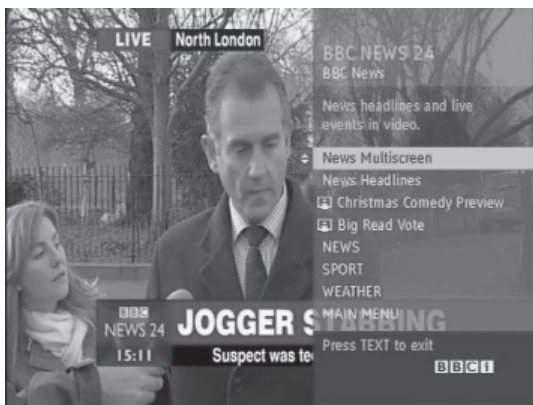 LIVE North London
BBC NEWS 24
BBC News
News headlines and live
events in video.
News Multiscreen
News Headlines
Christmas Comedy Preview
Big Read Vote
NEWS
SPORT
WEATHER
MAIN MENU
Press TEXT to exit
BBCi
BBC
NEWS 24
JOGGER STABBING
15:11 Suspect was